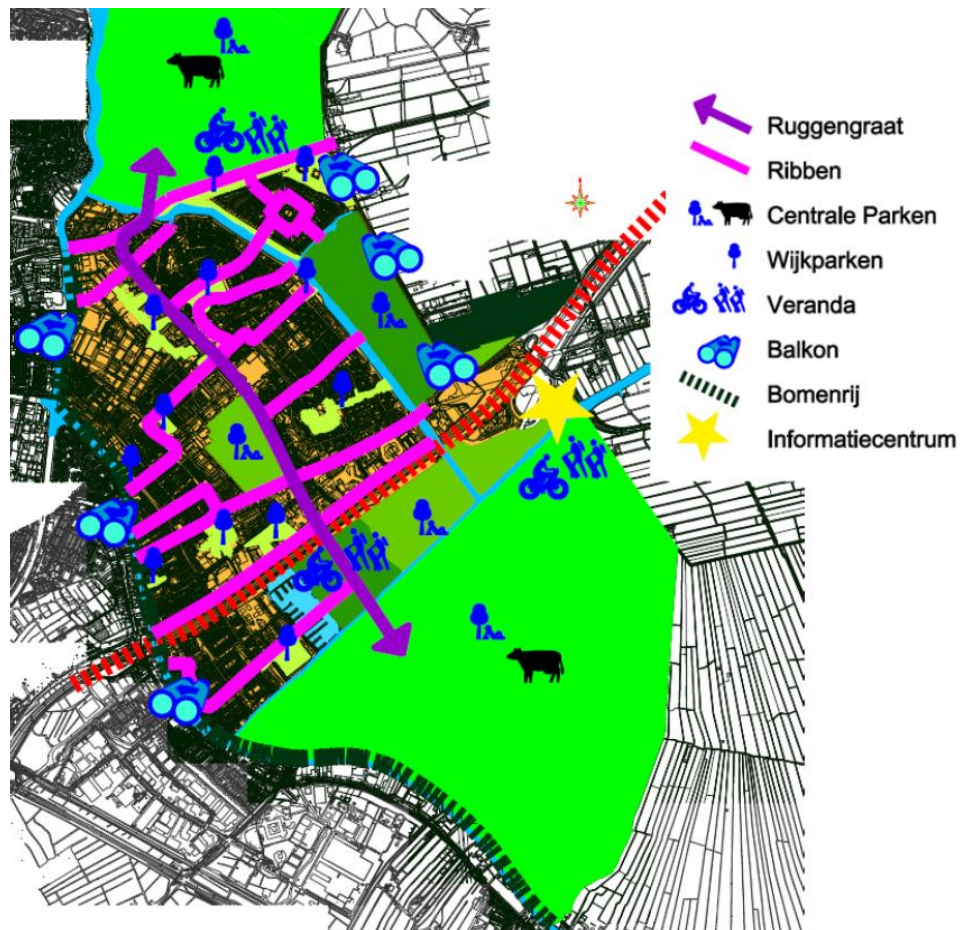 Ruggengraat
Ribben
Centrale Parken
Wijkparken
Veranda
Balkon
Bomenrij
Informatiecentrum